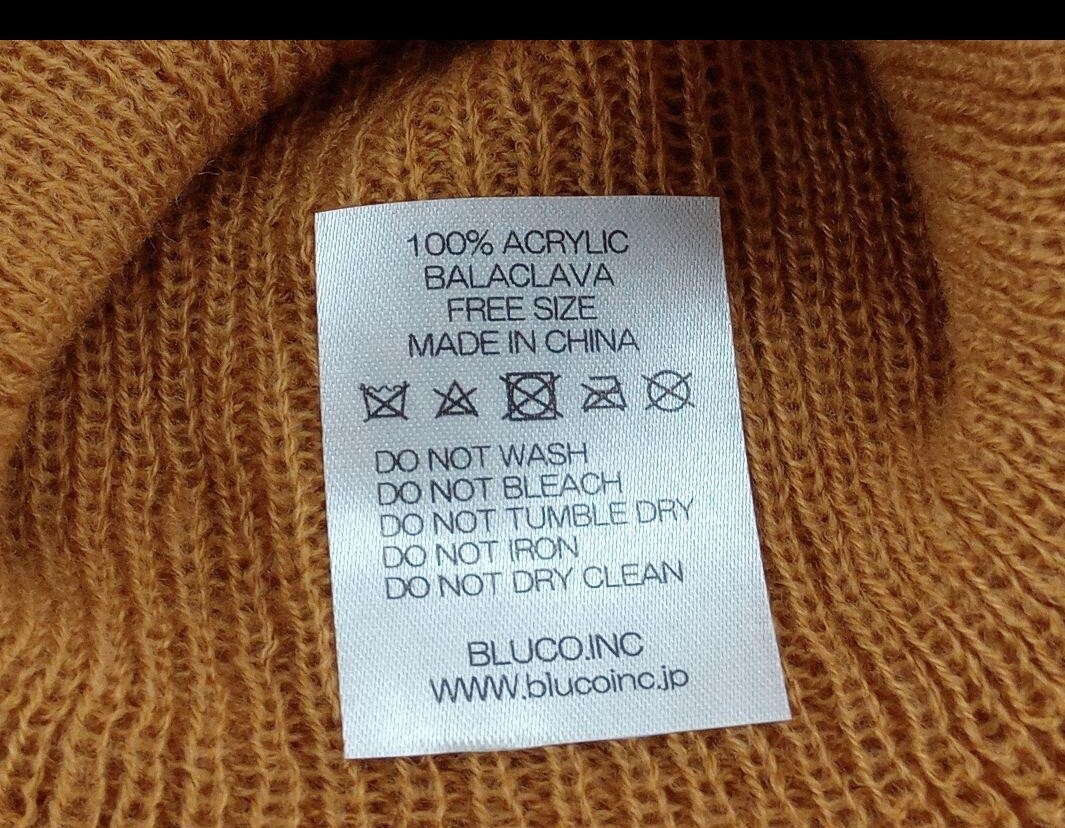 100% ACRYLIC
BALACLAVA
FREE SIZE
MADE IN CHINA
DO NOT WASH
DO NOT BLEACH
DO NOT TUMBLE DRY
DO NOT IRON
DO NOT DRY CLEAN
BLUCO.INC
WWW.blucoinc.jp